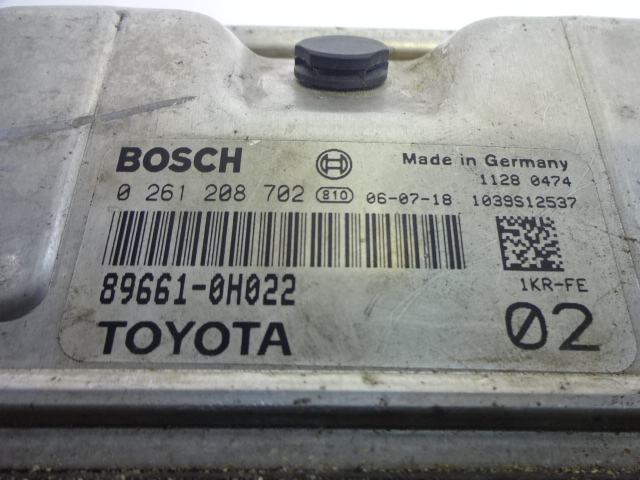 BOSCH Made in Germany
1128 0474
0 261 208 702 810 06-07-18 1039S12537
89661-0H022 1KR-FE
TOYOTA 02